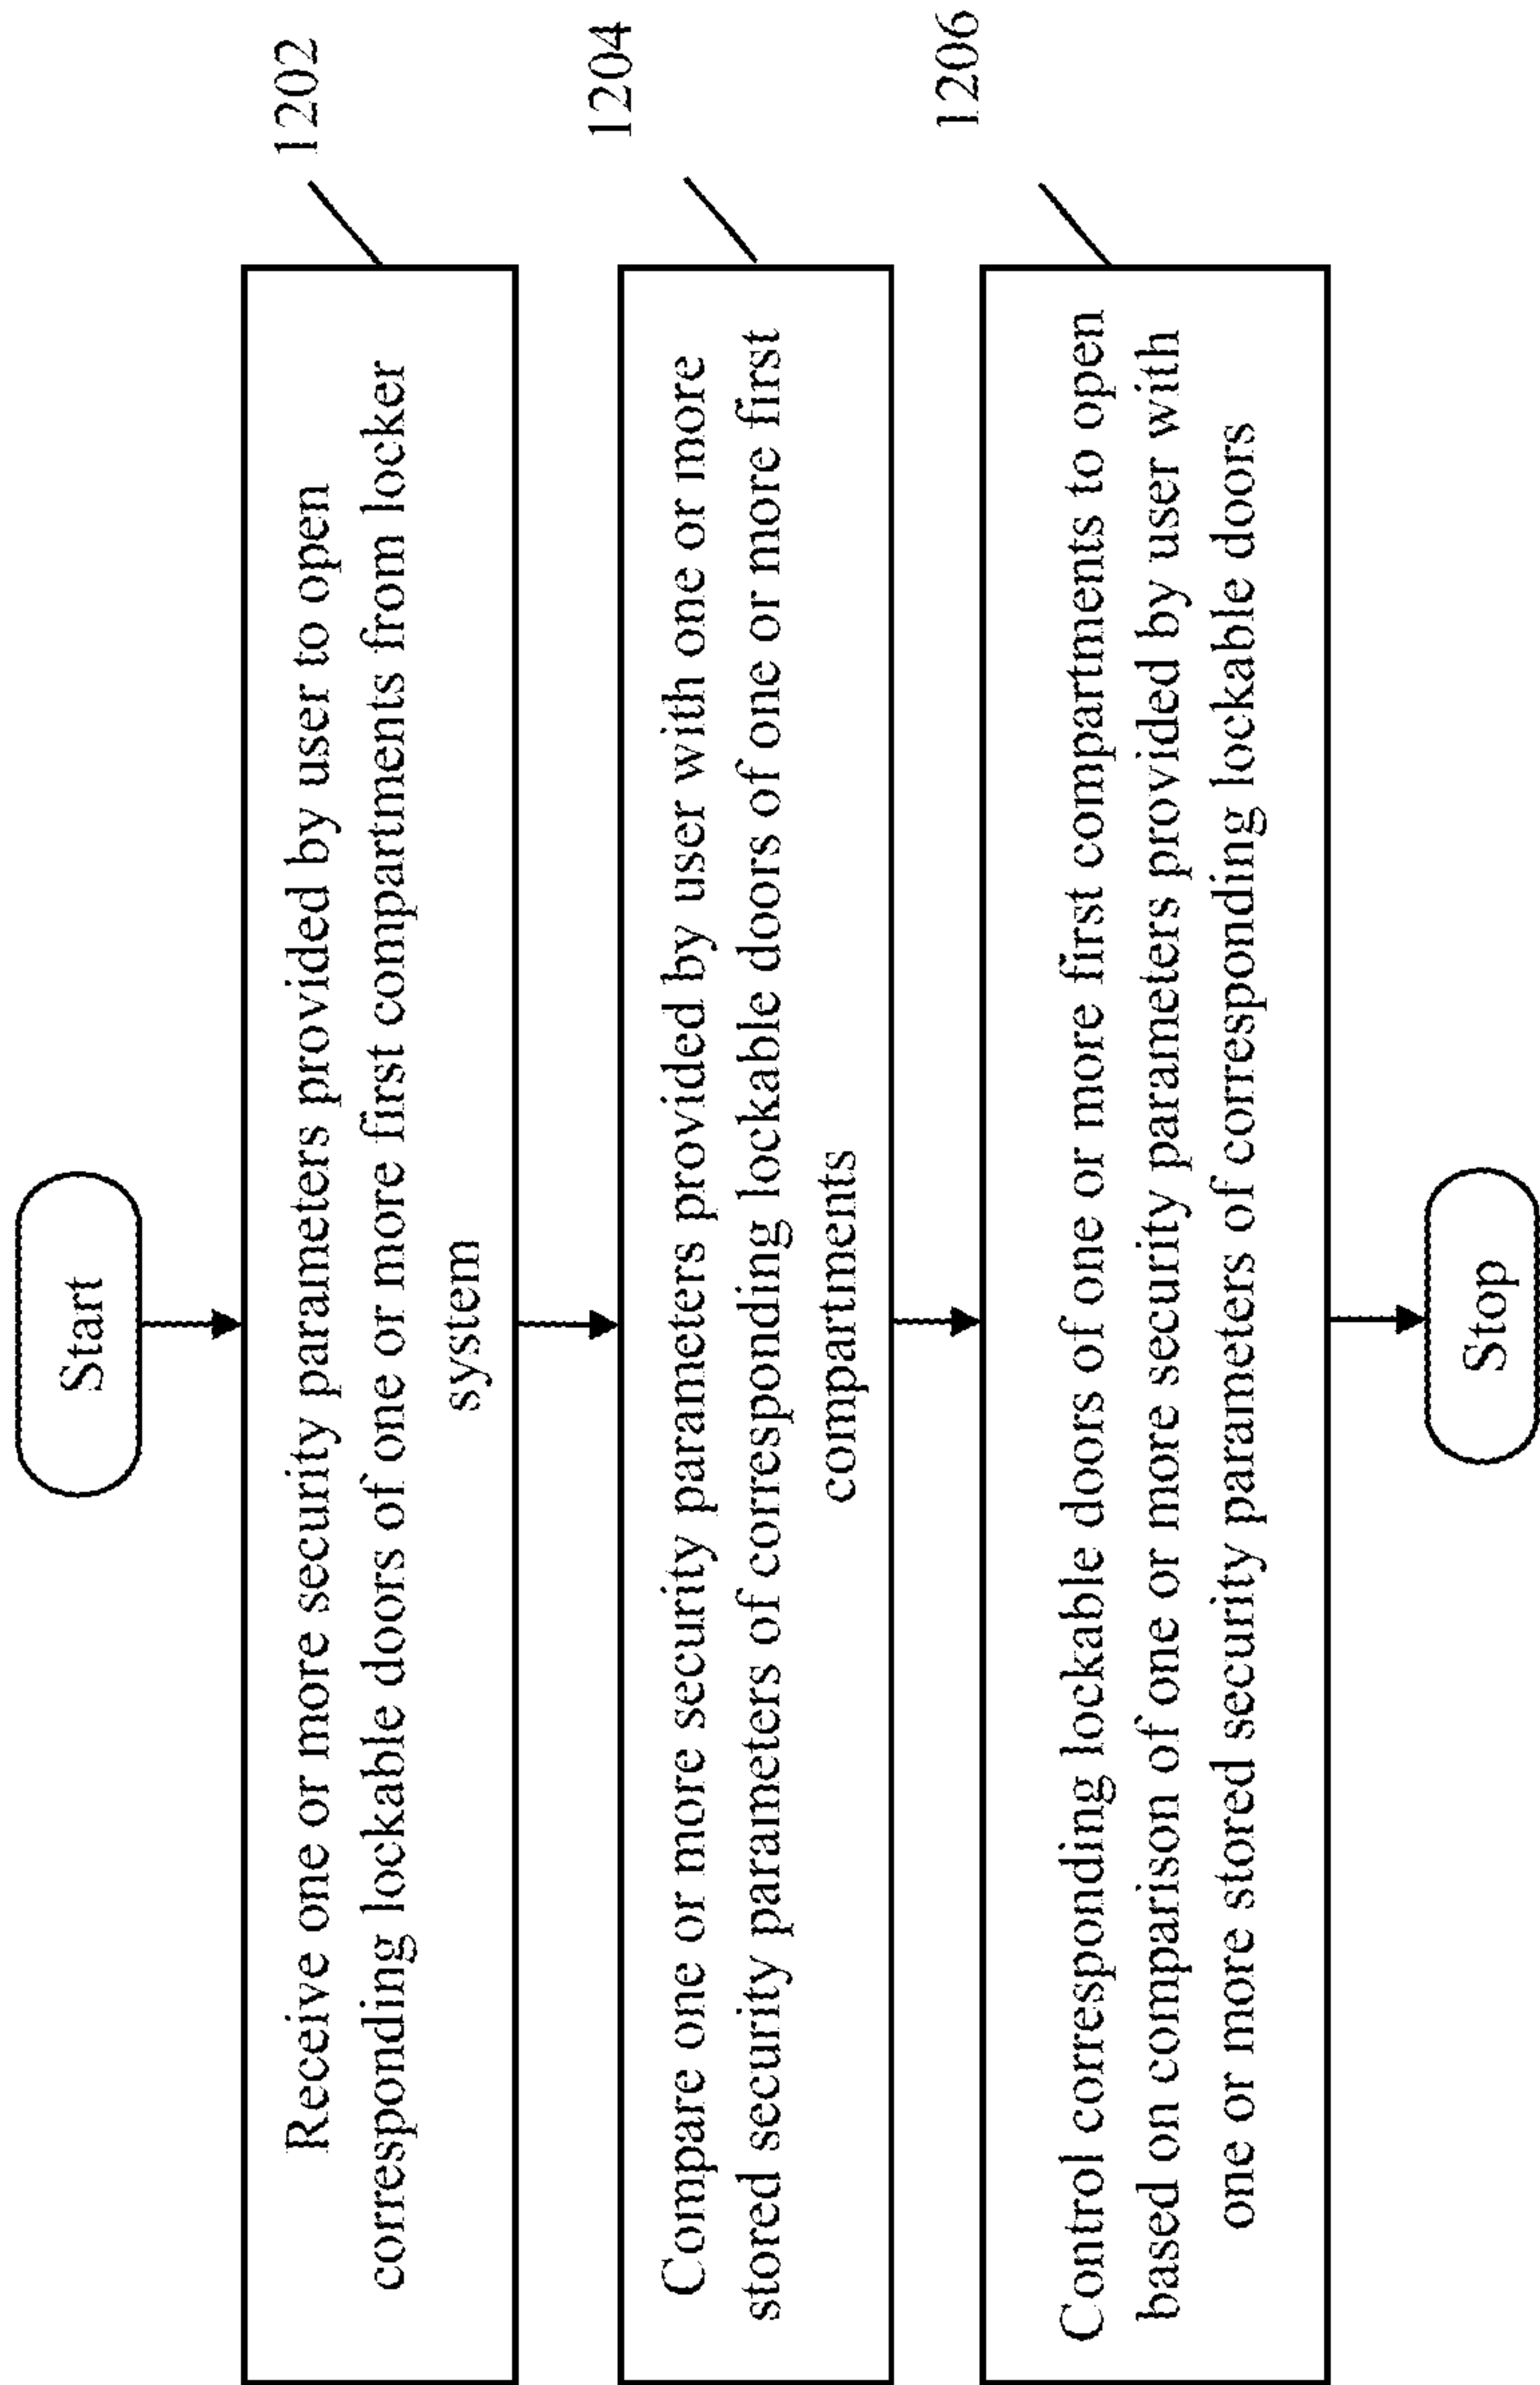 Start
1202
Receive one or more security parameters provided by user to open
corresponding lockable doors of one or more first compartments from locker
system
1204
Compare one or more security parameters provided by user with one or more
stored security parameters of corresponding lockable doors of one or more first
compartments
1206
Control corresponding lockable doors of one or more first compartments to open
based on comparison of one or more security parameters provided by user with
one or more stored security parameters of corresponding lockable doors
Stop